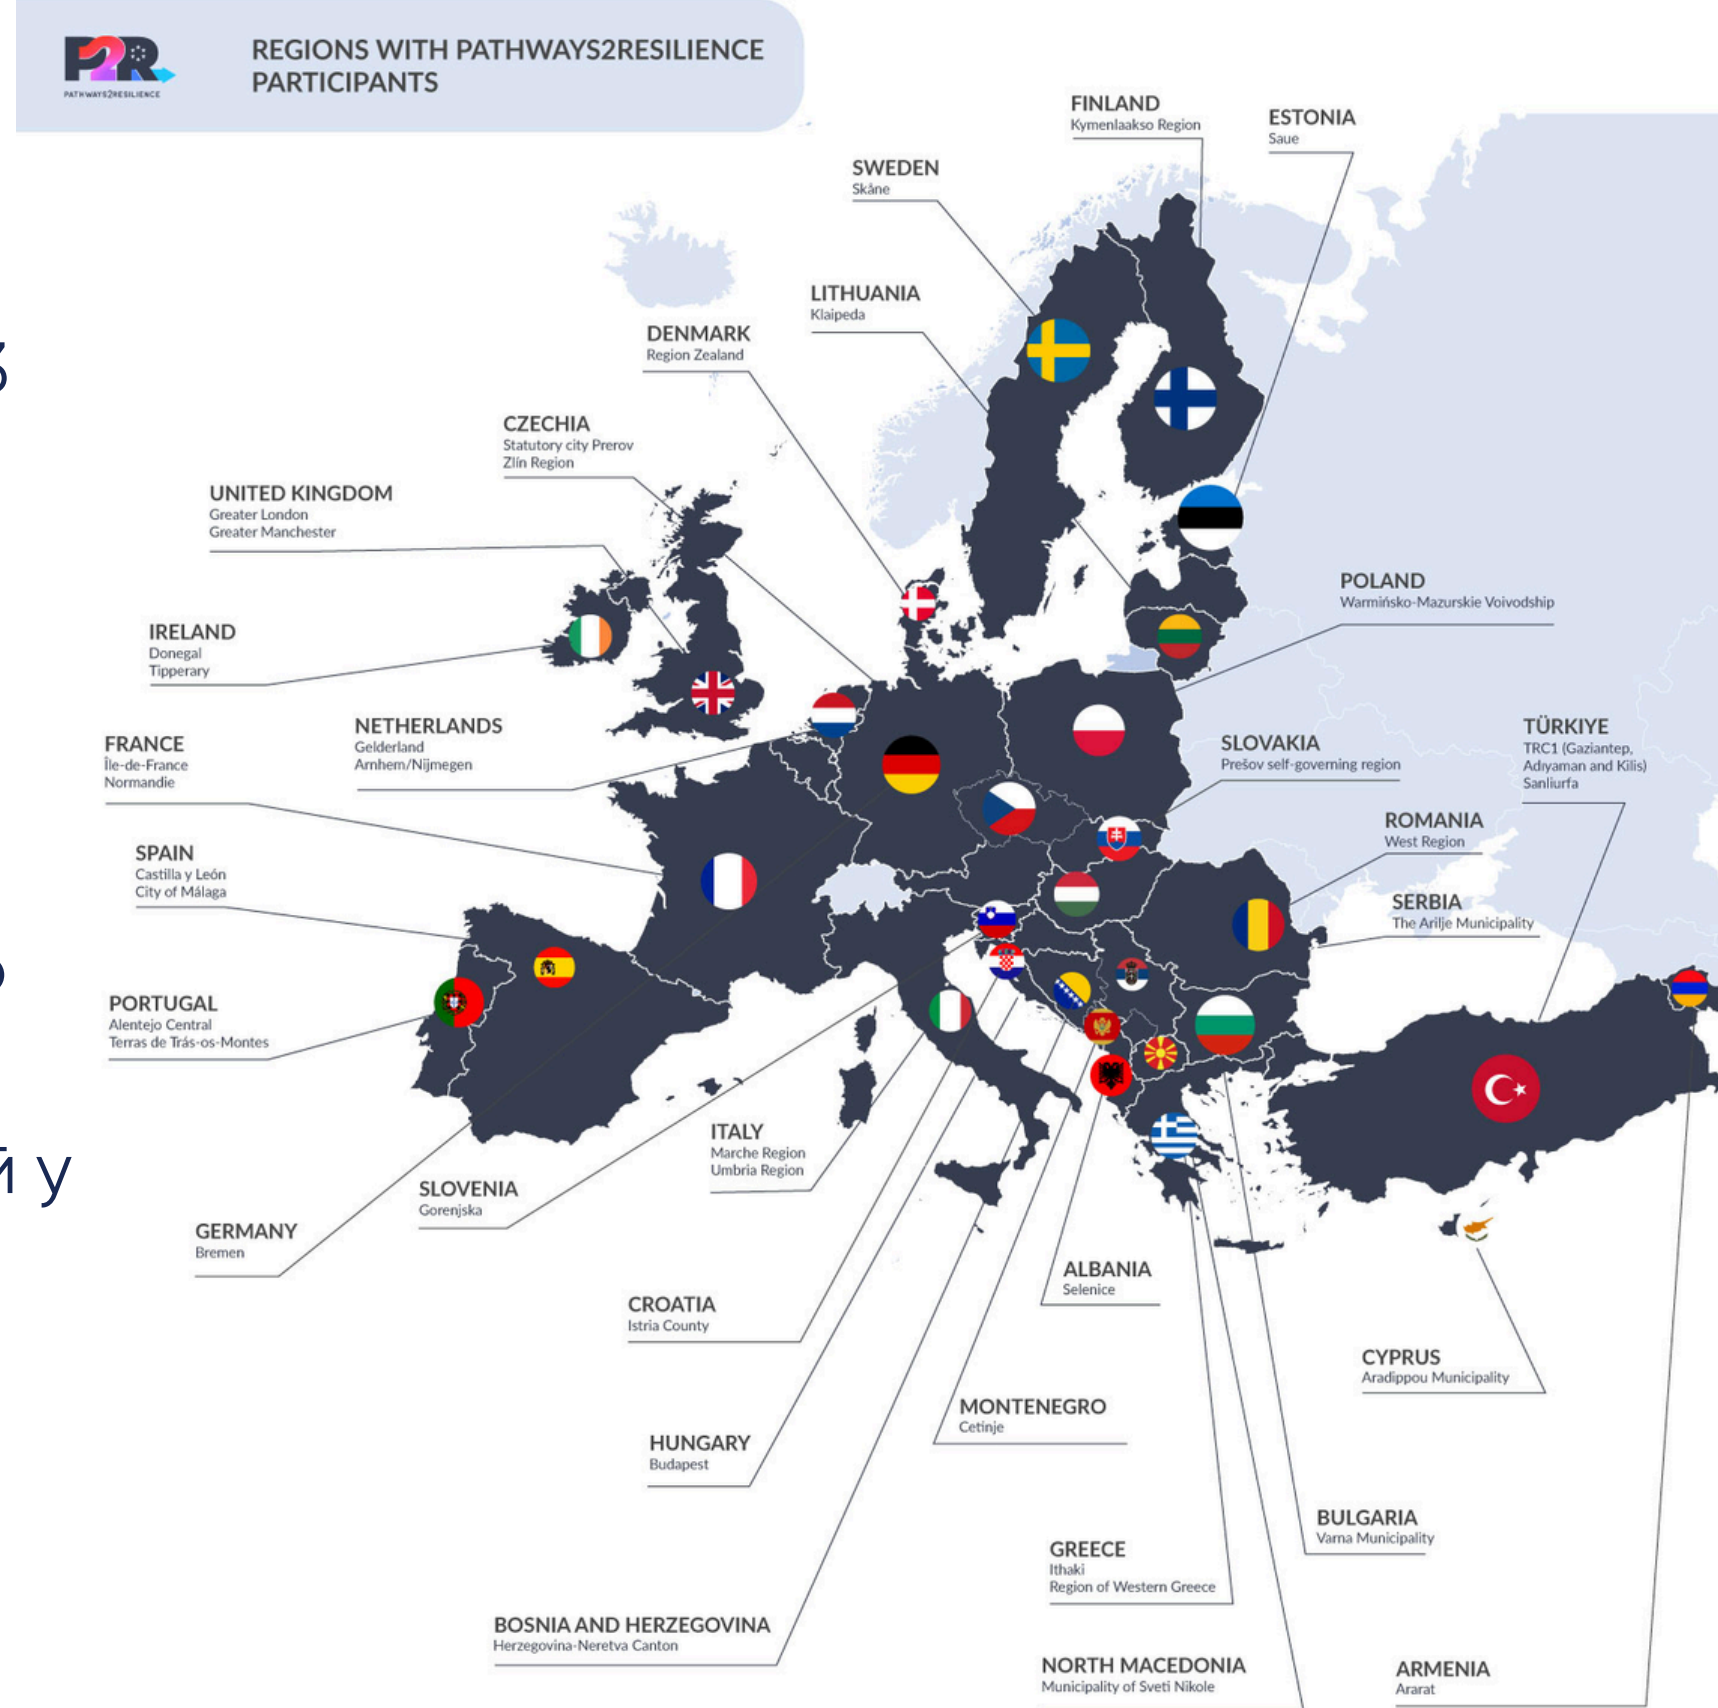 P2R
PATHWAYS2RESILIENCE
REGIONS WITH PATHWAYS2RESILIENCE
PARTICIPANTS
FINLAND
Kymenlaakso Region
ESTONIA
Saue
SWEDEN
Skåne
LITHUANIA
Klaipeda
DENMARK
Region Zealand
CZECHIA
Statutory city Prerov
Zlín Region
UNITED KINGDOM
Greater London
Greater Manchester
POLAND
Warmińsko-Mazurskie Voivodship
IRELAND
Donegal
Tipperary
NETHERLANDS
Gelderland
Arnhem/Nijmegen
FRANCE
Île-de-France
Normandie
SLOVAKIA
Prešov self-governing region
TÜRKIYE
TRC1 (Gaziantep,
Adıyaman and Kilis)
Sanliurfa
ROMANIA
West Region
SPAIN
Castilla y León
City of Málaga
SERBIA
The Arilje Municipality
PORTUGAL
Alentejo Central
Terras de Trás-os-Montes
ITALY
Marche Region
Umbria Region
й у
SLOVENIA
Gorenjska
GERMANY
Bremen
ALBANIA
Selenice
CROATIA
Istria County
CYPRUS
Aradippou Municipality
MONTENEGRO
Cetinje
HUNGARY
Budapest
BULGARIA
Varna Municipality
GREECE
Ithaki
Region of Western Greece
BOSNIA AND HERZEGOVINA
Herzegovina-Neretva Canton
NORTH MACEDONIA
Municipality of Sveti Nikole
ARMENIA
Ararat